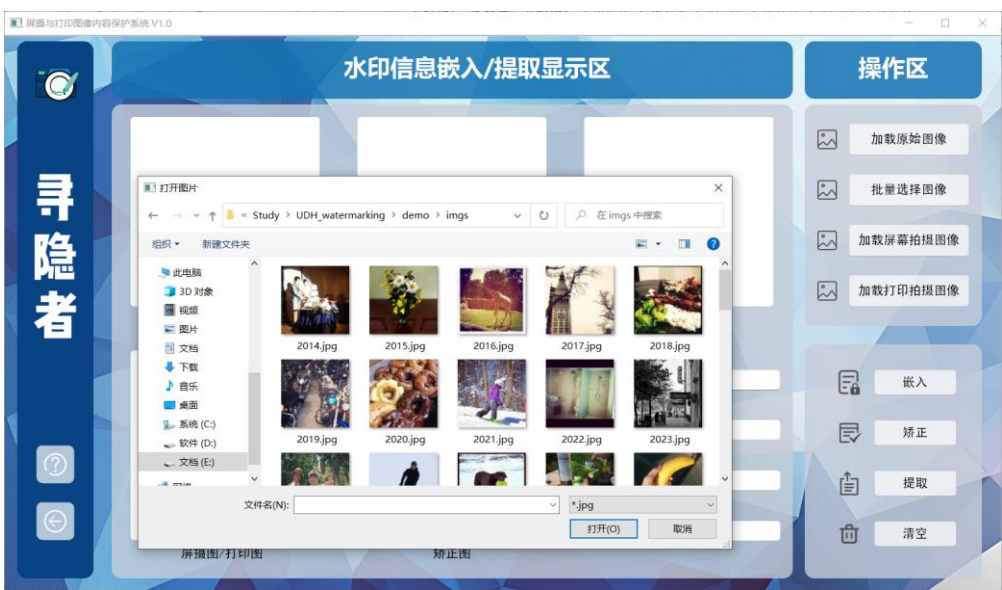 屏摄与打印图像内容保护系统 V1.0
水印信息嵌入/提取显示区
操作区
寻隐者
加载原始图像
批量选择图像
加载屏幕拍摄图像
加载打印拍摄图像
嵌入
矫正
提取
清空
打开图片
« Study > UDH_watermarking > demo > imgs
在 imgs 中搜索
组织
新建文件夹
此电脑
3D 对象
视频
图片
文档
下载
音乐
桌面
系统 (C:)
软件 (D:)
文档 (E:)
2014.jpg
2015.jpg
2016.jpg
2017.jpg
2018.jpg
2019.jpg
2020.jpg
2021.jpg
2022.jpg
2023.jpg
文件名(N):
*.jpg
打开(O)
取消
屏摄图/打印图
矫正图